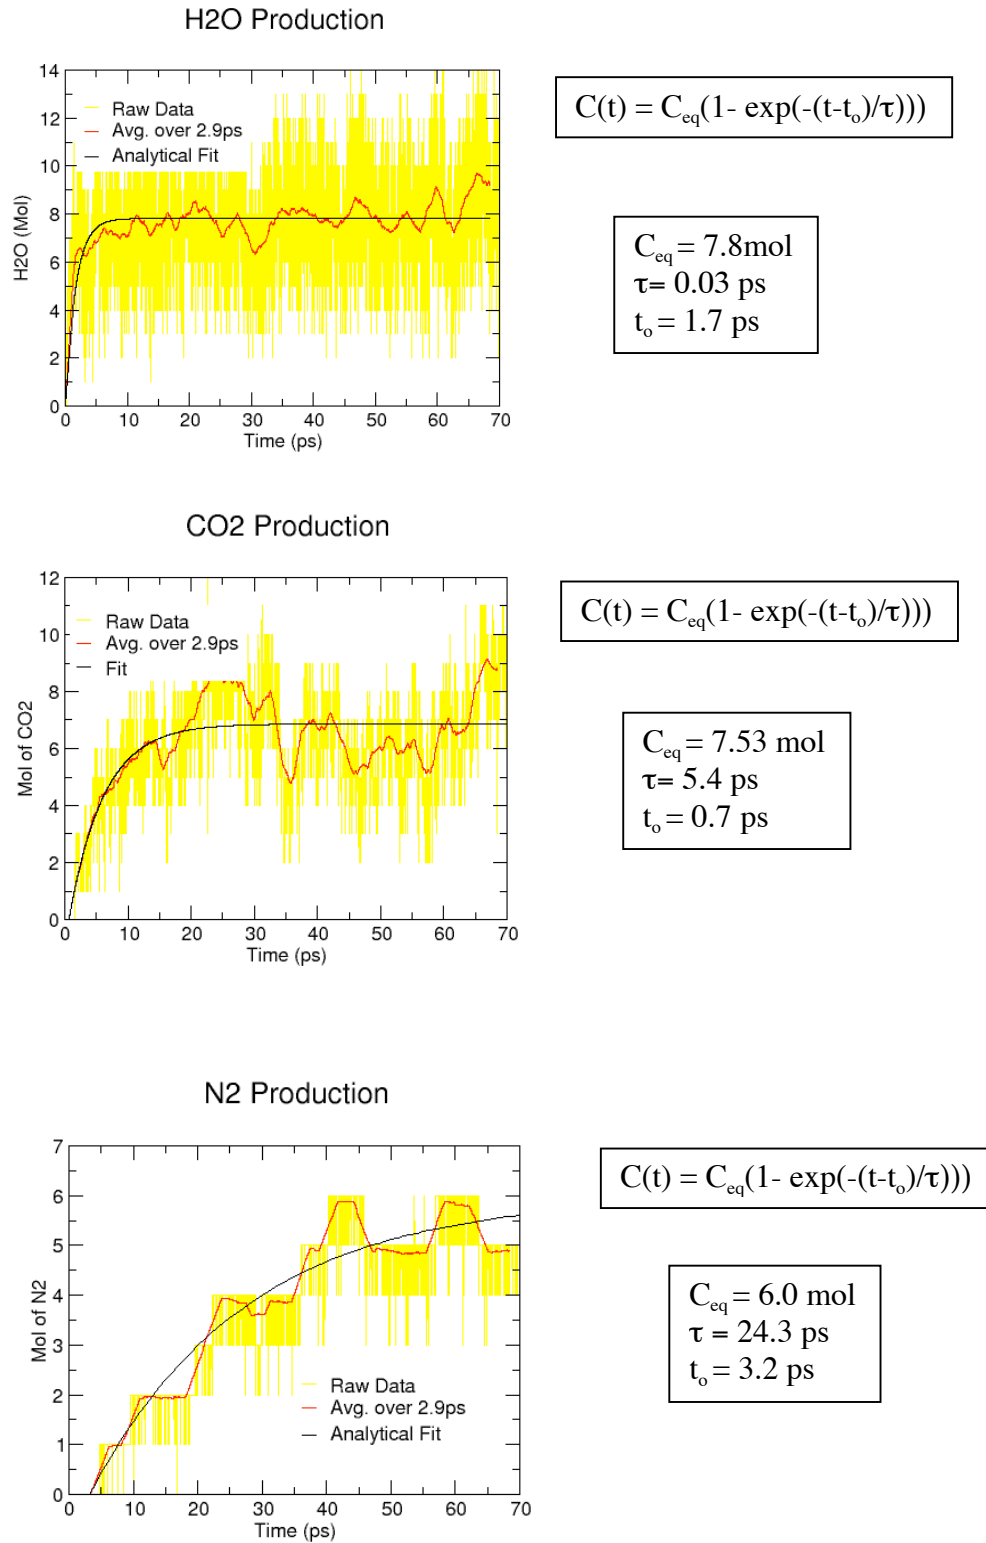 H2O Production
14
12
10
8
6
4
2
0
H2O (Mol)
Raw Data
Avg. over 2.9ps
Analytical Fit
0 10 20 30 40 50 60 70
Time (ps)
C(t) = Ceq(1- exp(-(t-to)/τ)))
Ceq = 7.8mol
τ= 0.03 ps
to = 1.7 ps
CO2 Production
12
10
8
6
4
2
0
Mol of CO2
Raw Data
Avg. over 2.9ps
Fit
0 10 20 30 40 50 60 70
Time (ps)
C(t) = Ceq(1- exp(-(t-to)/τ)))
Ceq = 7.53 mol
τ= 5.4 ps
to = 0.7 ps
N2 Production
7
6
5
4
3
2
1
0
Mol of N2
Raw Data
Avg. over 2.9ps
Analytical Fit
0 10 20 30 40 50 60 70
Time (ps)
C(t) = Ceq(1- exp(-(t-to)/τ)))
Ceq = 6.0 mol
τ = 24.3 ps
to = 3.2 ps